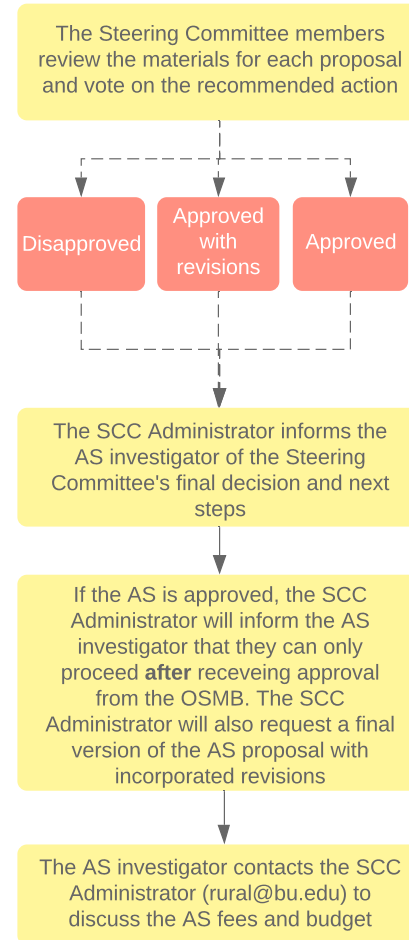 The Steering Committee members
review the materials for each proposal
and vote on the recommended action
Disapproved
Approved
with
revisions
Approved
The SCC Administrator informs the
AS investigator of the Steering
Committee's final decision and next
steps
If the AS is approved, the SCC
Administrator will inform the AS
investigator that they can only
proceed after receveing approval
from the OSMB. The SCC
Administrator will also request a final
version of the AS proposal with
incorporated revisions
The AS investigator contacts the SCC
Administrator (rural@bu.edu) to
discuss the AS fees and budget